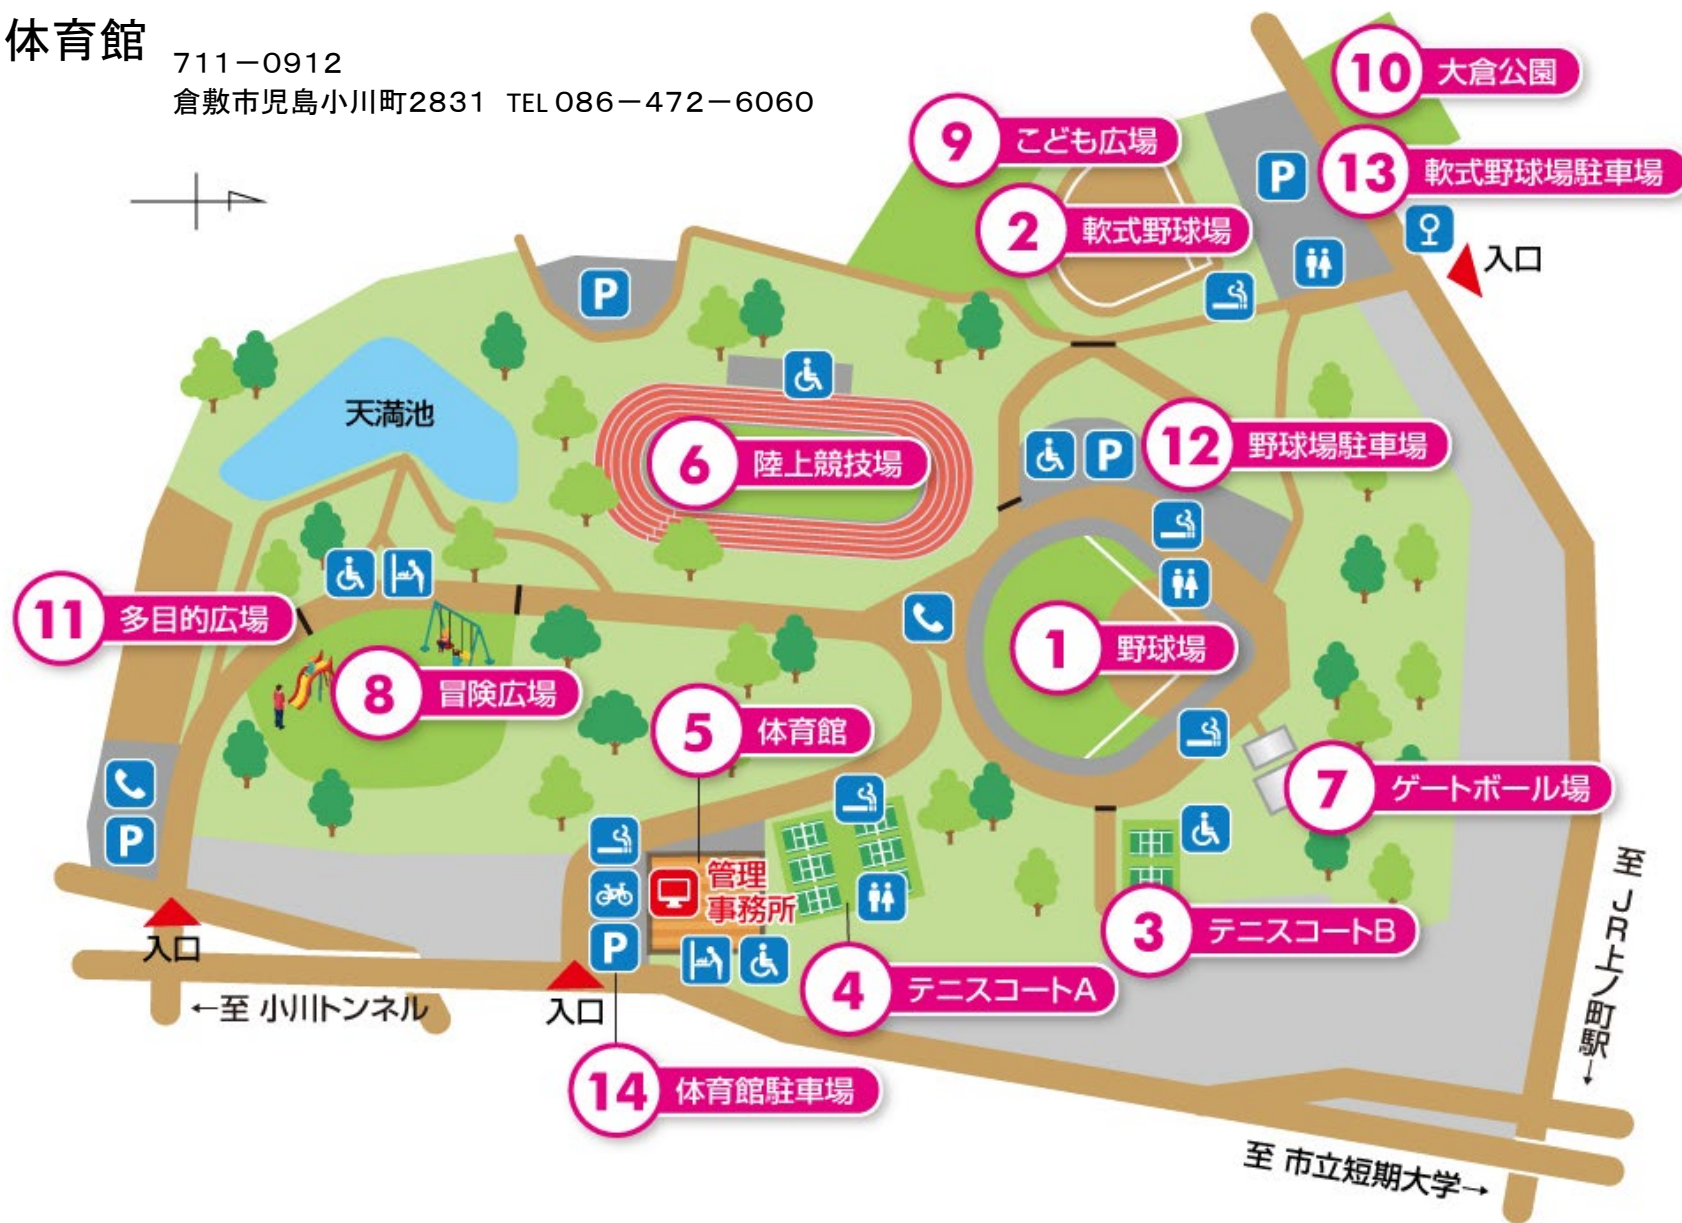 体育館
711-0912
倉敷市児島小川町2831 TEL 086-472-6060
10 大倉公園
9 こども広場
13 軟式野球場駐車場
P
2 軟式野球場
入口
P
天満池
12 野球場駐車場
P
6 陸上競技場
11 多目的広場
1 野球場
8 冒険広場
5 体育館
7 ゲートボール場
P
管理
事務所
3 テニスコートB
P
入口
4 テニスコートA
入口
←至 小川トンネル
至 JR上ノ町駅→
14 体育館駐車場
至 市立短期大学→